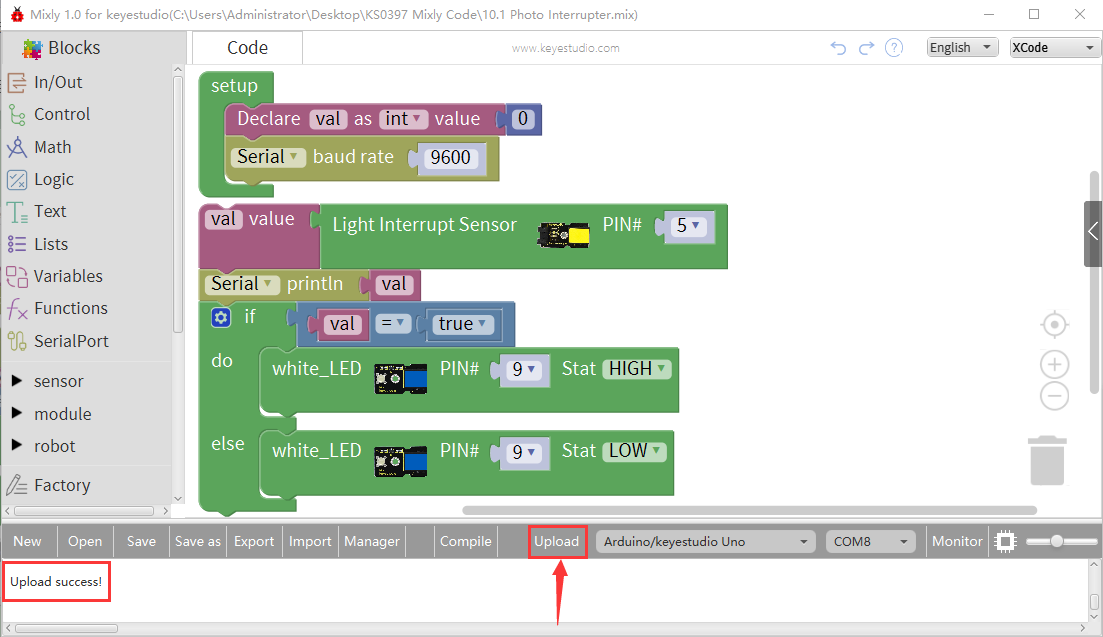 Mixly 1.0 for keyestudio(C:\Users\Administrator\Desktop\KS0397 Mixly Code\10.1 Photo Interrupter.mix)
Blocks
Code
www.keyestudio.com
?
English
XCode
In/Out
Control
Math
Logic
Text
Lists
Variables
Functions
SerialPort
sensor
module
robot
Factory
setup
Declare val as int value 0
Serial baud rate 9600
val value Light Interrupt Sensor PIN# 5
Serial println val
if val = true
do white_LED PIN# 9 Stat HIGH
else white_LED PIN# 9 Stat LOW
New Open Save Save as Export Import Manager Compile Upload Arduino/keyestudio Uno COM8 Monitor
Upload success!